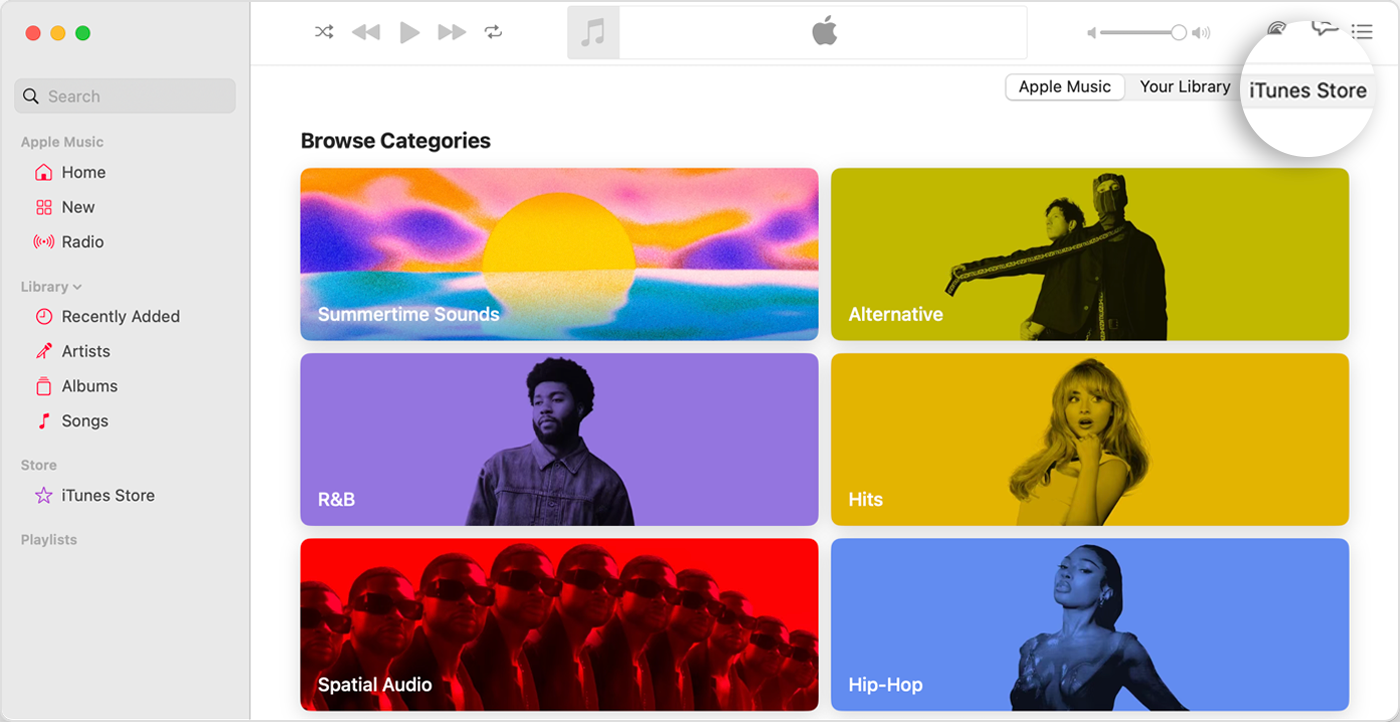 Search
Apple Music
Home
New
Radio
Library
Recently Added
Artists
Albums
Songs
Store
iTunes Store
Playlists
Apple Music
Your Library
iTunes Store
Browse Categories
Summertime Sounds
Alternative
R&B
Hits
Spatial Audio
Hip-Hop